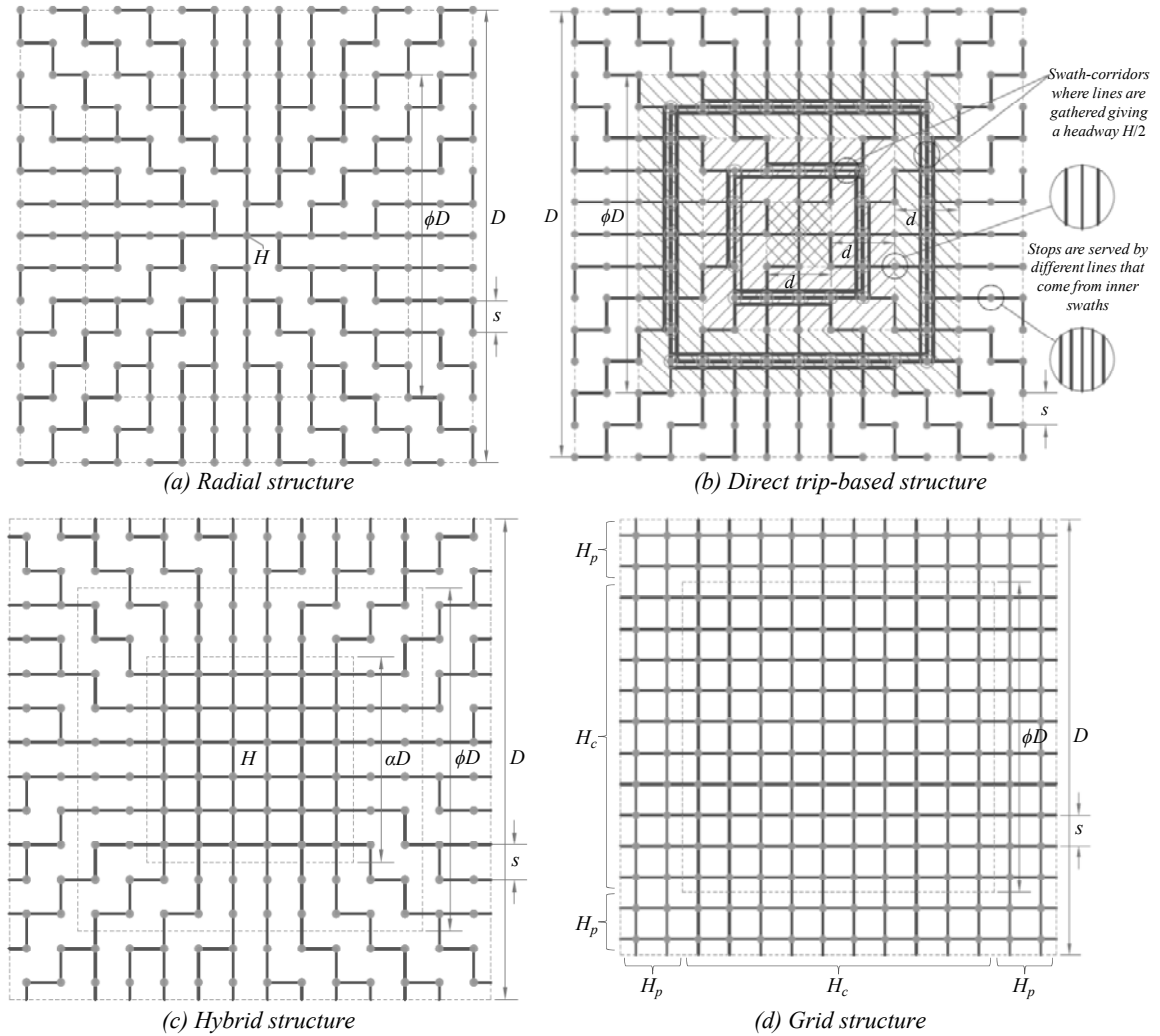 H
ϕD
D
s
(a) Radial structure
D
ϕD
d
d
d
s
Swath-corridors
where lines are
gathered giving
a headway H/2
Stops are served by
different lines that
come from inner
swaths
(b) Direct trip-based structure
H
αD
ϕD
D
s
(c) Hybrid structure
Hp
Hc
Hp
ϕD
D
s
Hp
Hc
Hp
(d) Grid structure